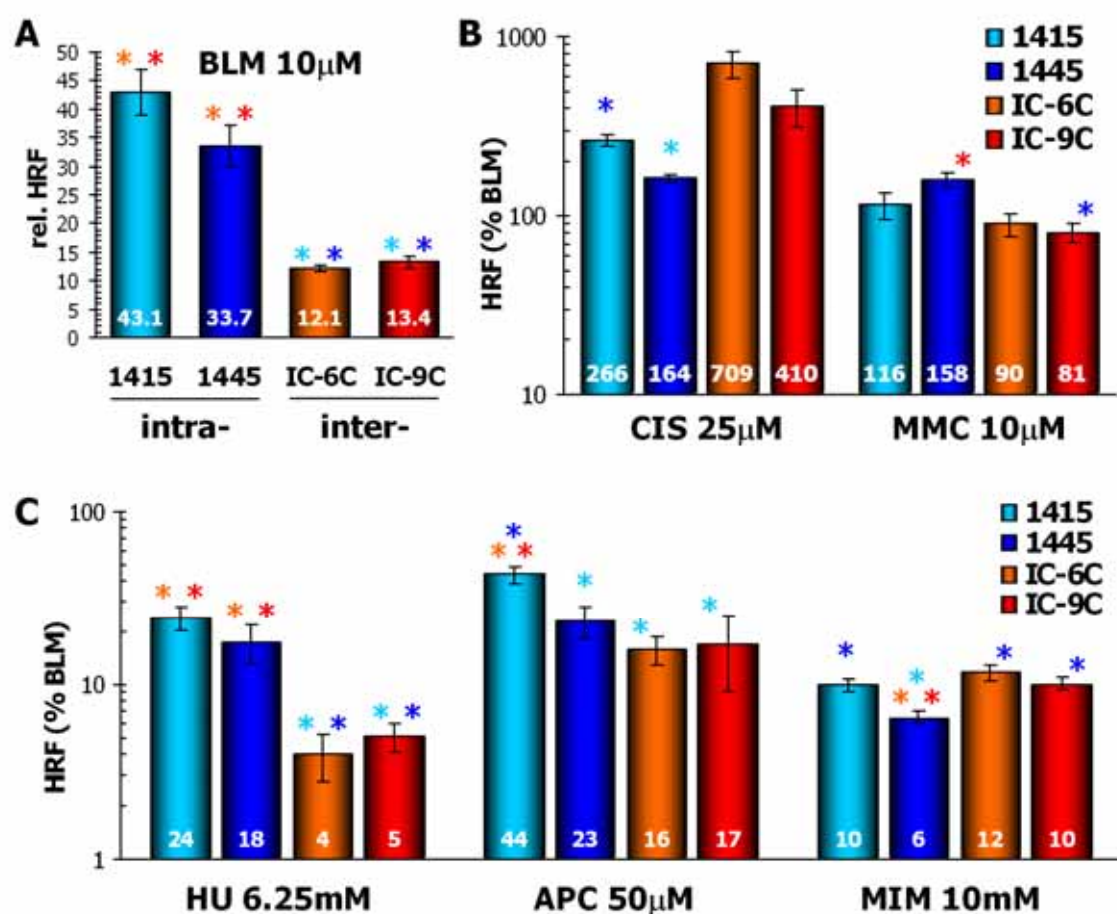 A
BLM 10μM
rel. HRF
50
45
40
35
30
25
20
15
10
5
0
* *
* *
* *
* *
43.1 33.7 12.1 13.4
1415 1445 IC-6C IC-9C
intra- inter-
B
HRF (% BLM)
1000
100
10
1415
1445
IC-6C
IC-9C
*
*
*
*
266 164 709 410 116 158 90 81
CIS 25μM MMC 10μM
C
HRF (% BLM)
100
10
1
1415
1445
IC-6C
IC-9C
* *
* *
* *
* *
*
* *
*
*
*
*
*
* *
*
*
24 18 4 5 44 23 16 17 10 6 12 10
HU 6.25mM APC 50μM MIM 10mM